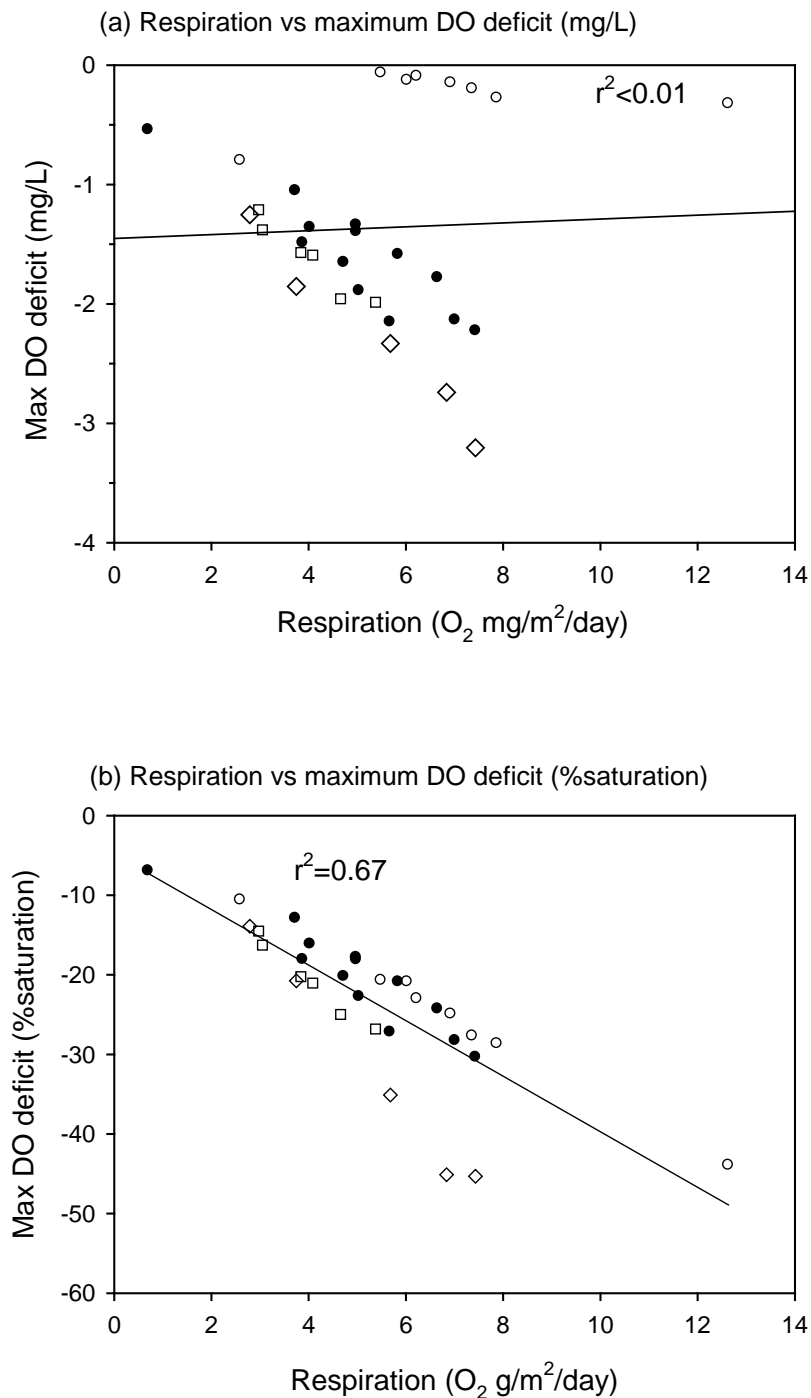 (a) Respiration vs maximum DO deficit (mg/L)
0
r²<0.01
-1
-2
-3
-4
Max DO deficit (mg/L)
0 2 4 6 8 10 12 14
Respiration (O₂ mg/m²/day)
(b) Respiration vs maximum DO deficit (%saturation)
0
r²=0.67
-10
-20
-30
-40
-50
-60
Max DO deficit (%saturation)
0 2 4 6 8 10 12 14
Respiration (O₂ g/m²/day)